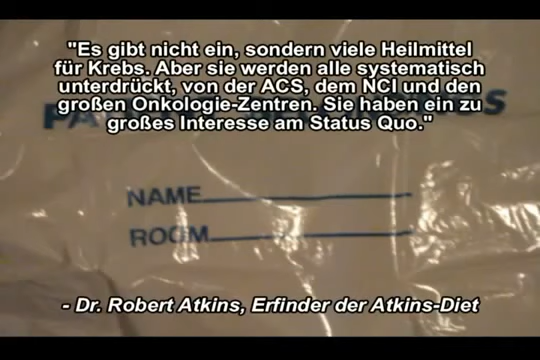 "Es gibt nicht ein, sondern viele Heilmittel
für Krebs. Aber sie werden alle systematisch
unterdrückt, von der ACS, dem NCI und den
großen Onkologie-Zentren. Sie haben ein zu
großes Interesse am Status Quo."
NAME
ROOM
- Dr. Robert Atkins, Erfinder der Atkins-Diet